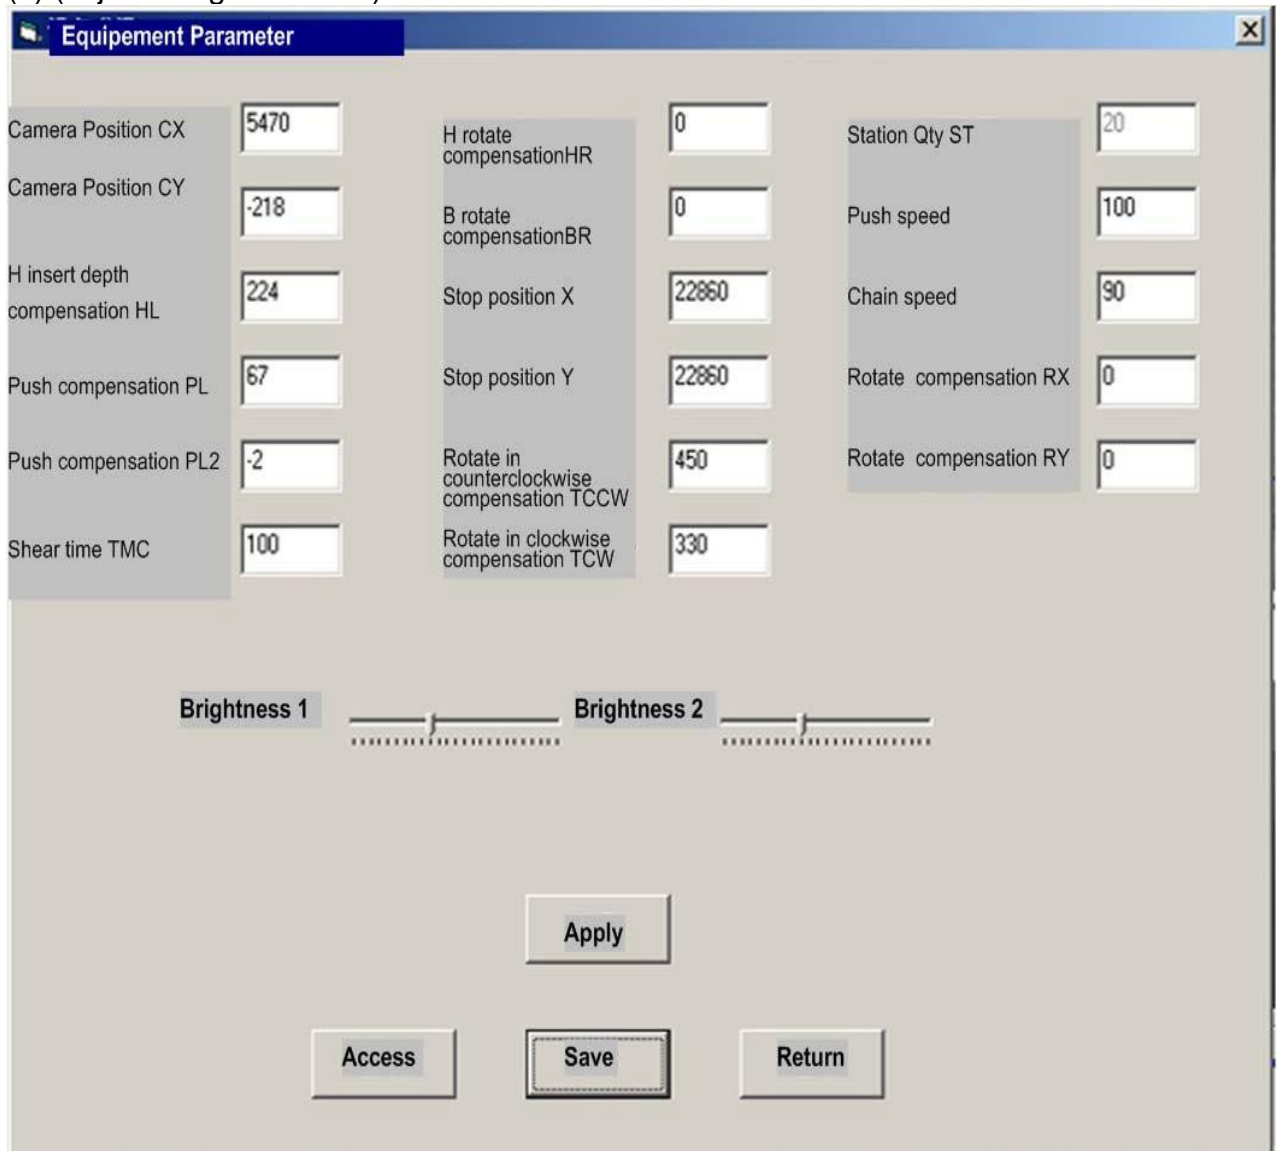 Equipement Parameter
Camera Position CX
5470
Camera Position CY
-218
H insert depth
compensation HL
224
Push compensation PL
67
Push compensation PL2
-2
Shear time TMC
100
H rotate
compensationHR
0
B rotate
compensationBR
0
Stop position X
22860
Stop position Y
22860
Rotate in
counterclockwise
compensation TCCW
450
Rotate in clockwise
compensation TCW
330
Station Qty ST
20
Push speed
100
Chain speed
90
Rotate compensation RX
0
Rotate compensation RY
0
Brightness 1
Brightness 2
Apply
Access
Save
Return